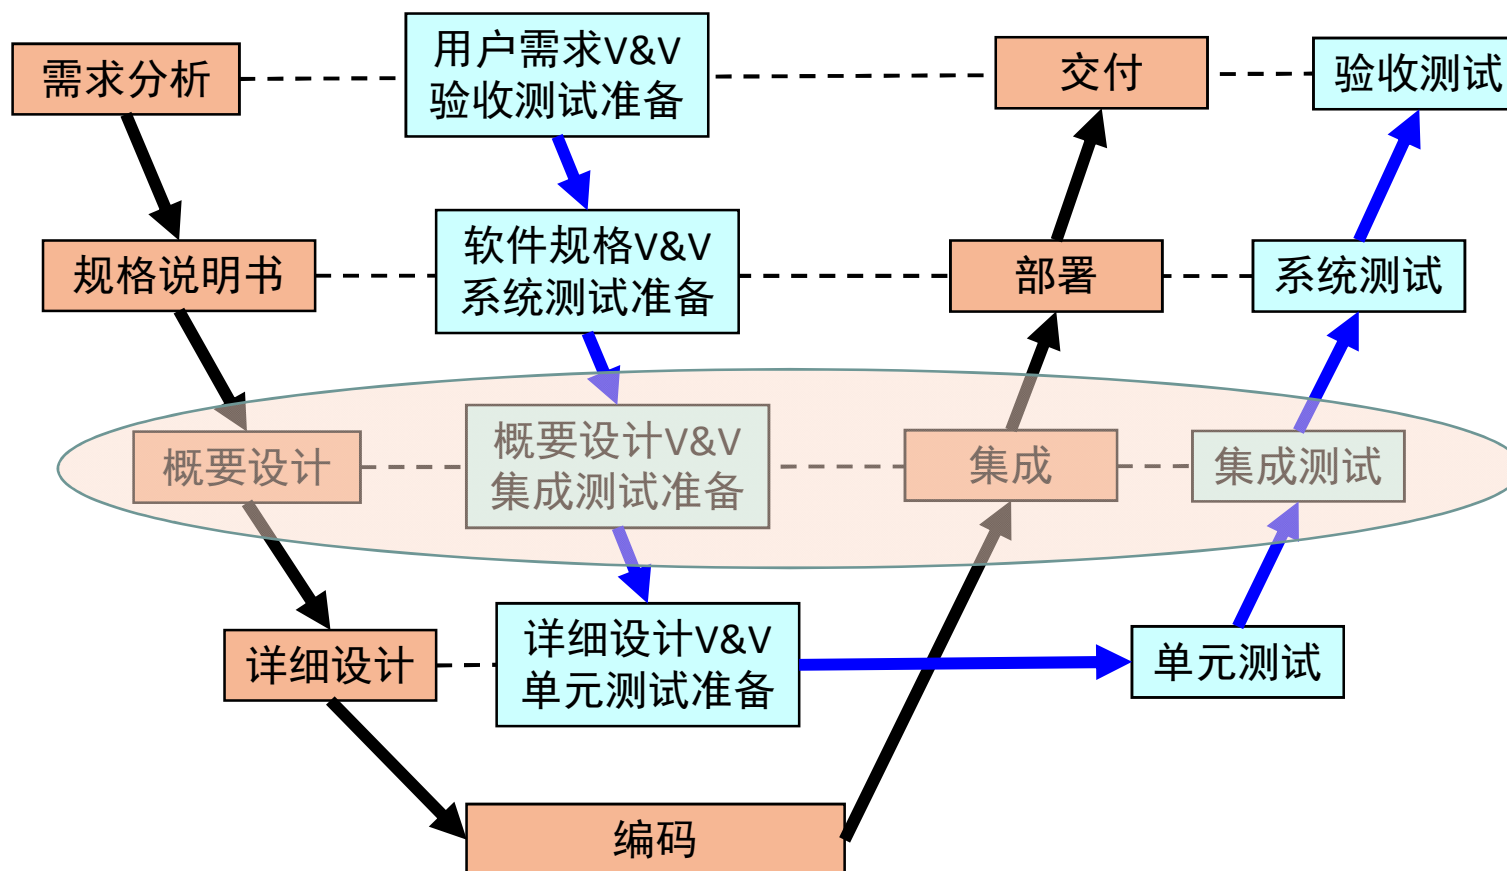 需求分析
用户需求V&V
验收测试准备
交付
验收测试
规格说明书
软件规格V&V
系统测试准备
部署
系统测试
概要设计
概要设计V&V
集成测试准备
集成
集成测试
详细设计
详细设计V&V
单元测试准备
单元测试
编码